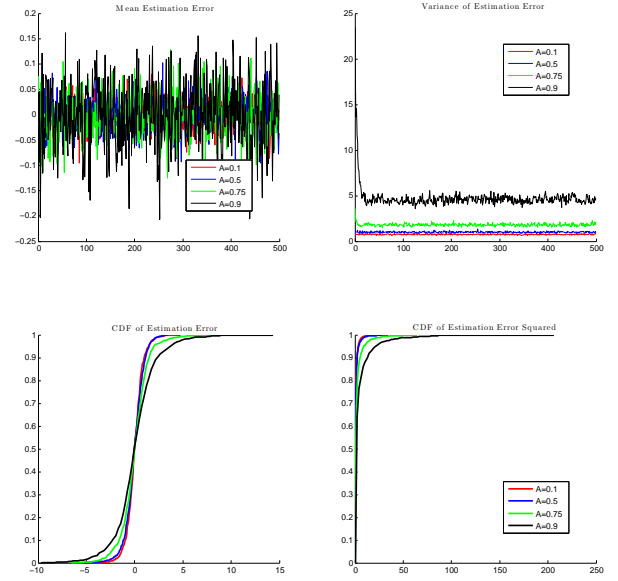 Mean Estimation Error
0.2
0.15
0.1
0.05
0
−0.05
−0.1
−0.15
−0.2
−0.25
0 100 200 300 400 500
A=0.1
A=0.5
A=0.75
A=0.9
Variance of Estimation Error
25
20
15
10
5
0
0 100 200 300 400 500
A=0.1
A=0.5
A=0.75
A=0.9
CDF of Estimation Error
1
0.9
0.8
0.7
0.6
0.5
0.4
0.3
0.2
0.1
0
−10 −5 0 5 10 15
CDF of Estimation Error Squared
1
0.9
0.8
0.7
0.6
0.5
0.4
0.3
0.2
0.1
0
0 50 100 150 200 250
A=0.1
A=0.5
A=0.75
A=0.9